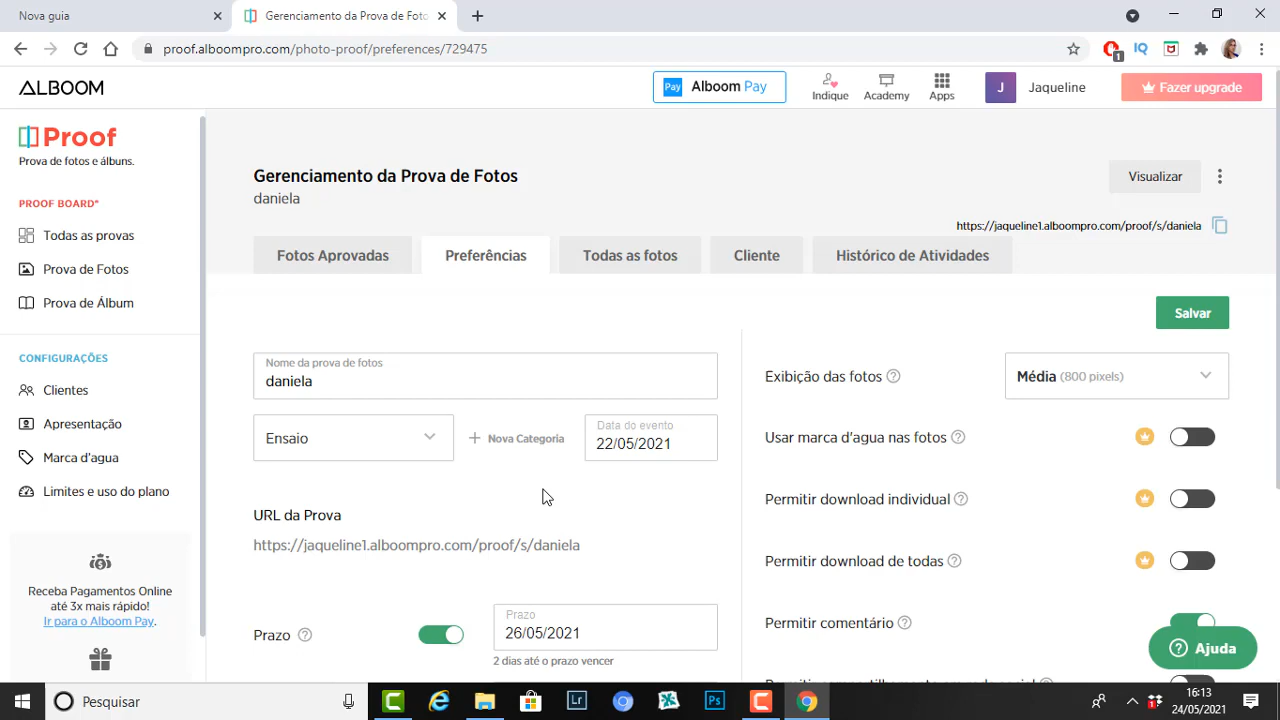 Nova guia
Gerenciamento da Prova de Foto
proof.alboompro.com/photo-proof/preferences/729475
1
IQ
ALBOOM
Pay Alboom Pay
Indique
Academy
Apps
J
Jaqueline
Fazer upgrade
Proof
Prova de fotos e álbuns.
PROOF BOARD*
Todas as provas
Prova de Fotos
Prova de Álbum
CONFIGURAÇÕES
Clientes
Apresentação
Marca d'agua
Limites e uso do plano
Receba Pagamentos Online
até 3x mais rápido!
Ir para o Alboom Pay.
Gerenciamento da Prova de Fotos
daniela
Visualizar
https://jaqueline1.alboompro.com/proof/s/daniela
Fotos Aprovadas
Preferências
Todas as fotos
Cliente
Histórico de Atividades
Salvar
Nome da prova de fotos
daniela
Ensaio
+ Nova Categoria
Data do evento
22/05/2021
URL da Prova
https://jaqueline1.alboompro.com/proof/s/daniela
Prazo ?
Prazo
26/05/2021
2 dias até o prazo vencer
Exibição das fotos ?
Média (800 pixels)
Usar marca d'agua nas fotos ?
Permitir download individual ?
Permitir download de todas ?
Permitir comentário ?
? Ajuda
Pesquisar
Lr
Ps
16:13
24/05/2021